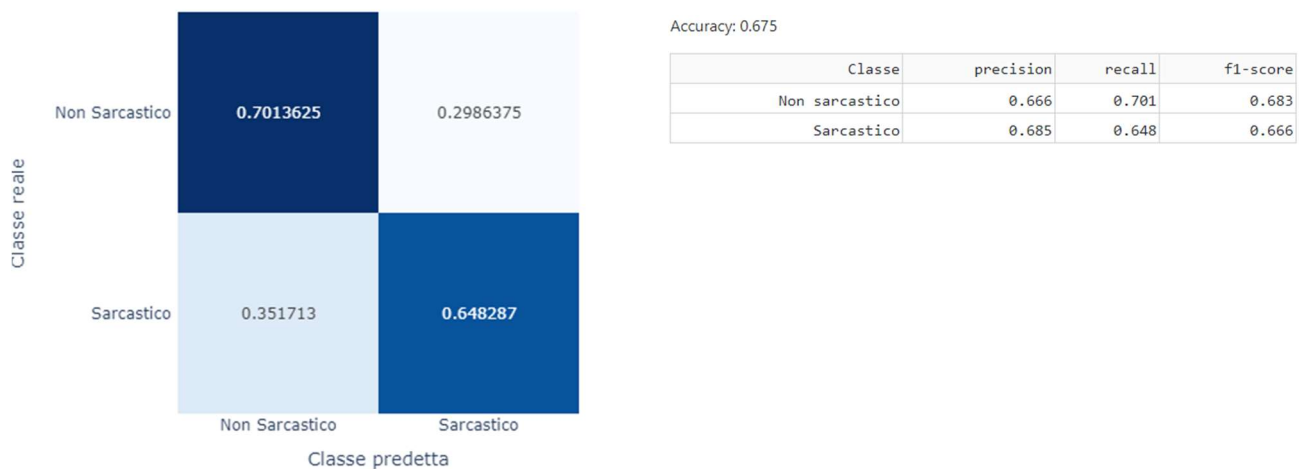 Classe reale
Non Sarcastico
0.7013625
0.2986375
Sarcastico
0.351713
0.648287
Non Sarcastico
Sarcastico
Classe predetta
Accuracy: 0.675
Classe precision recall f1-score
Non sarcastico 0.666 0.701 0.683
Sarcastico 0.685 0.648 0.666